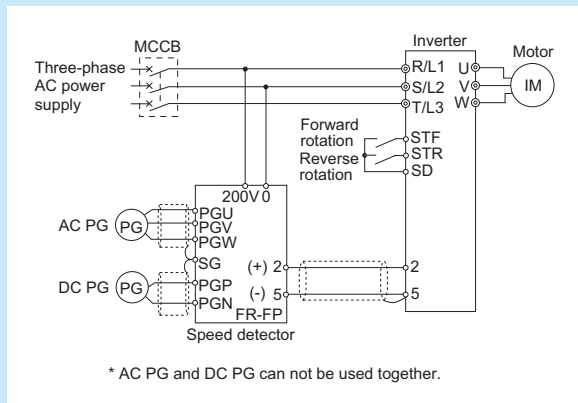 MCCB
Three-phase
AC power
supply
Inverter
Motor
R/L1
S/L2
T/L3
U
V
W
IM
Forward
rotation
Reverse
rotation
STF
STR
SD
200V 0
AC PG
PG
PGU
PGV
PGW
SG
DC PG
PG
PGP
PGN
(+) 2
(-) 5
FR-FP
2
5
Speed detector
* AC PG and DC PG can not be used together.